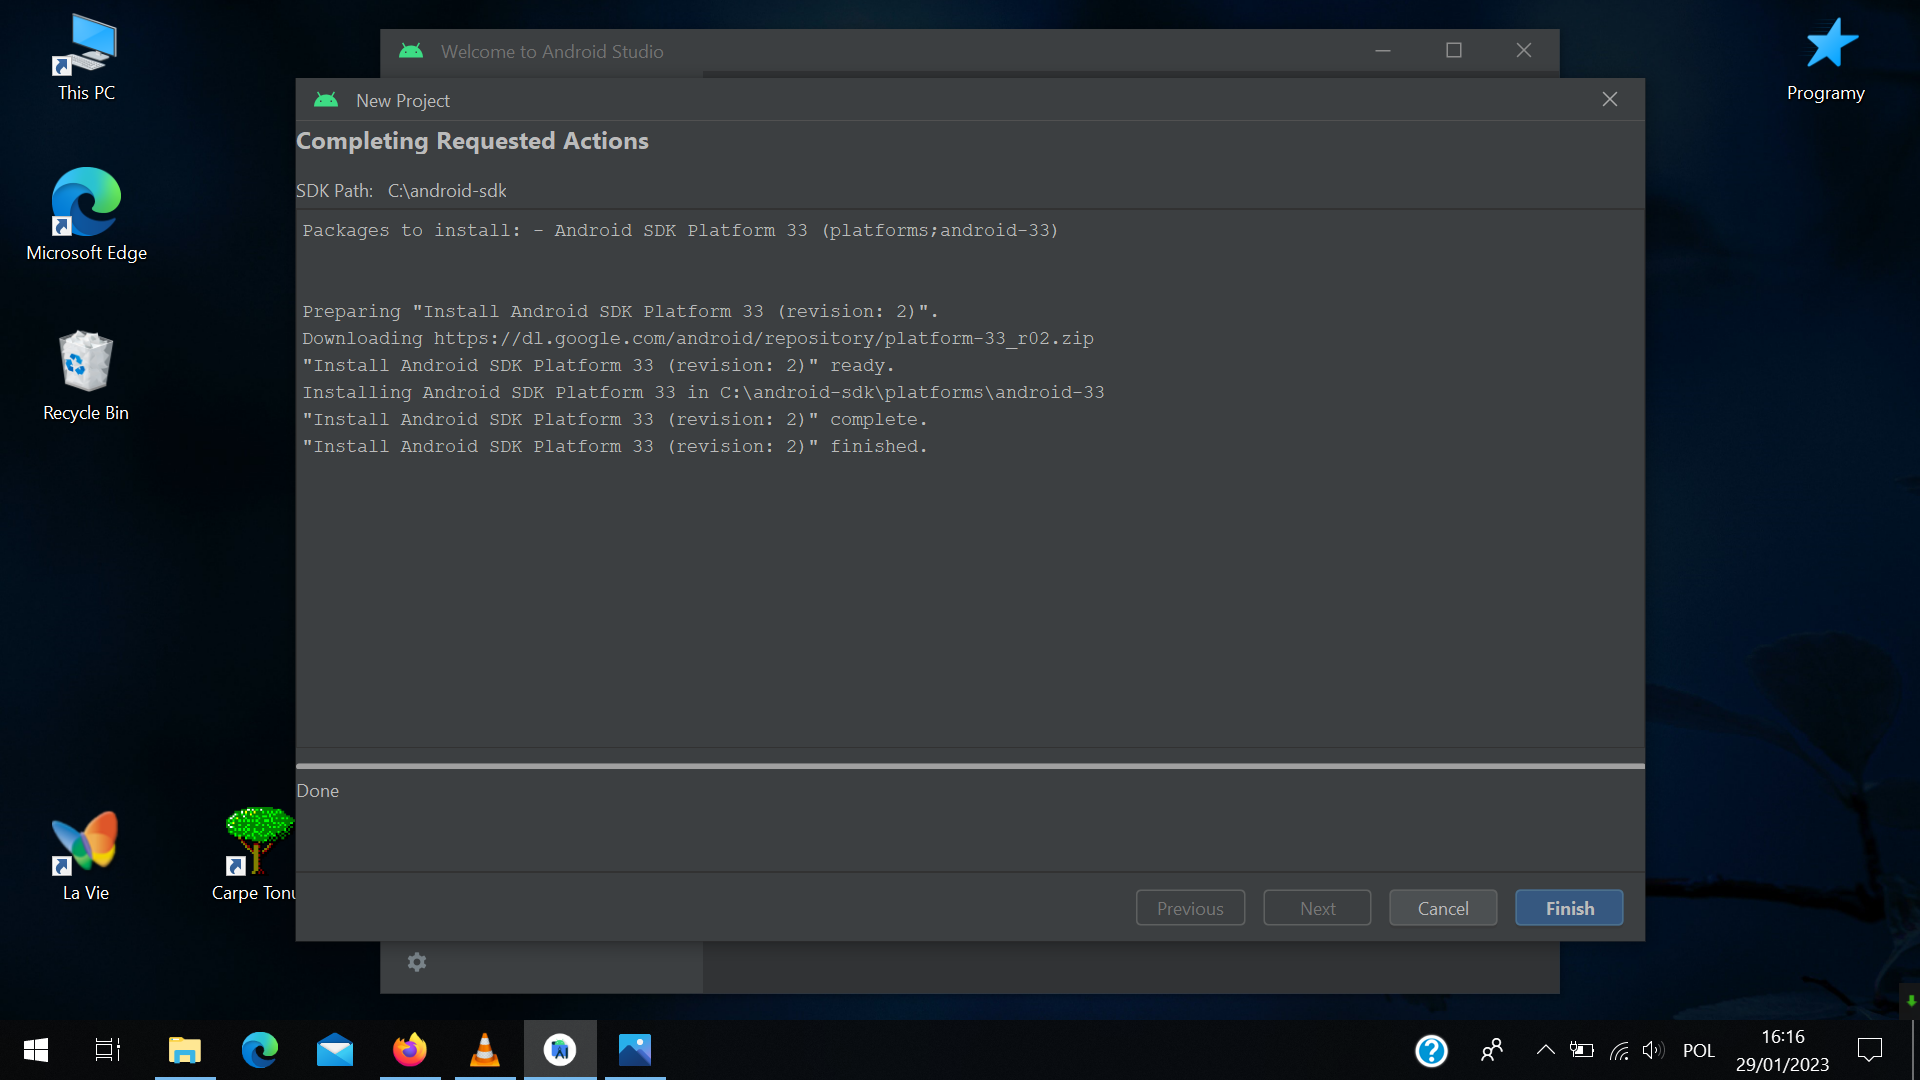 This PC
Microsoft Edge
Recycle Bin
La Vie
Carpe Tonu
Programy
Welcome to Android Studio
New Project
Completing Requested Actions
SDK Path: C:\android-sdk
Packages to install: - Android SDK Platform 33 (platforms;android-33)
Preparing "Install Android SDK Platform 33 (revision: 2)".
Downloading https://dl.google.com/android/repository/platform-33_r02.zip
"Install Android SDK Platform 33 (revision: 2)" ready.
Installing Android SDK Platform 33 in C:\android-sdk\platforms\android-33
"Install Android SDK Platform 33 (revision: 2)" complete.
"Install Android SDK Platform 33 (revision: 2)" finished.
Done
Previous Next Cancel Finish
POL
16:16
29/01/2023